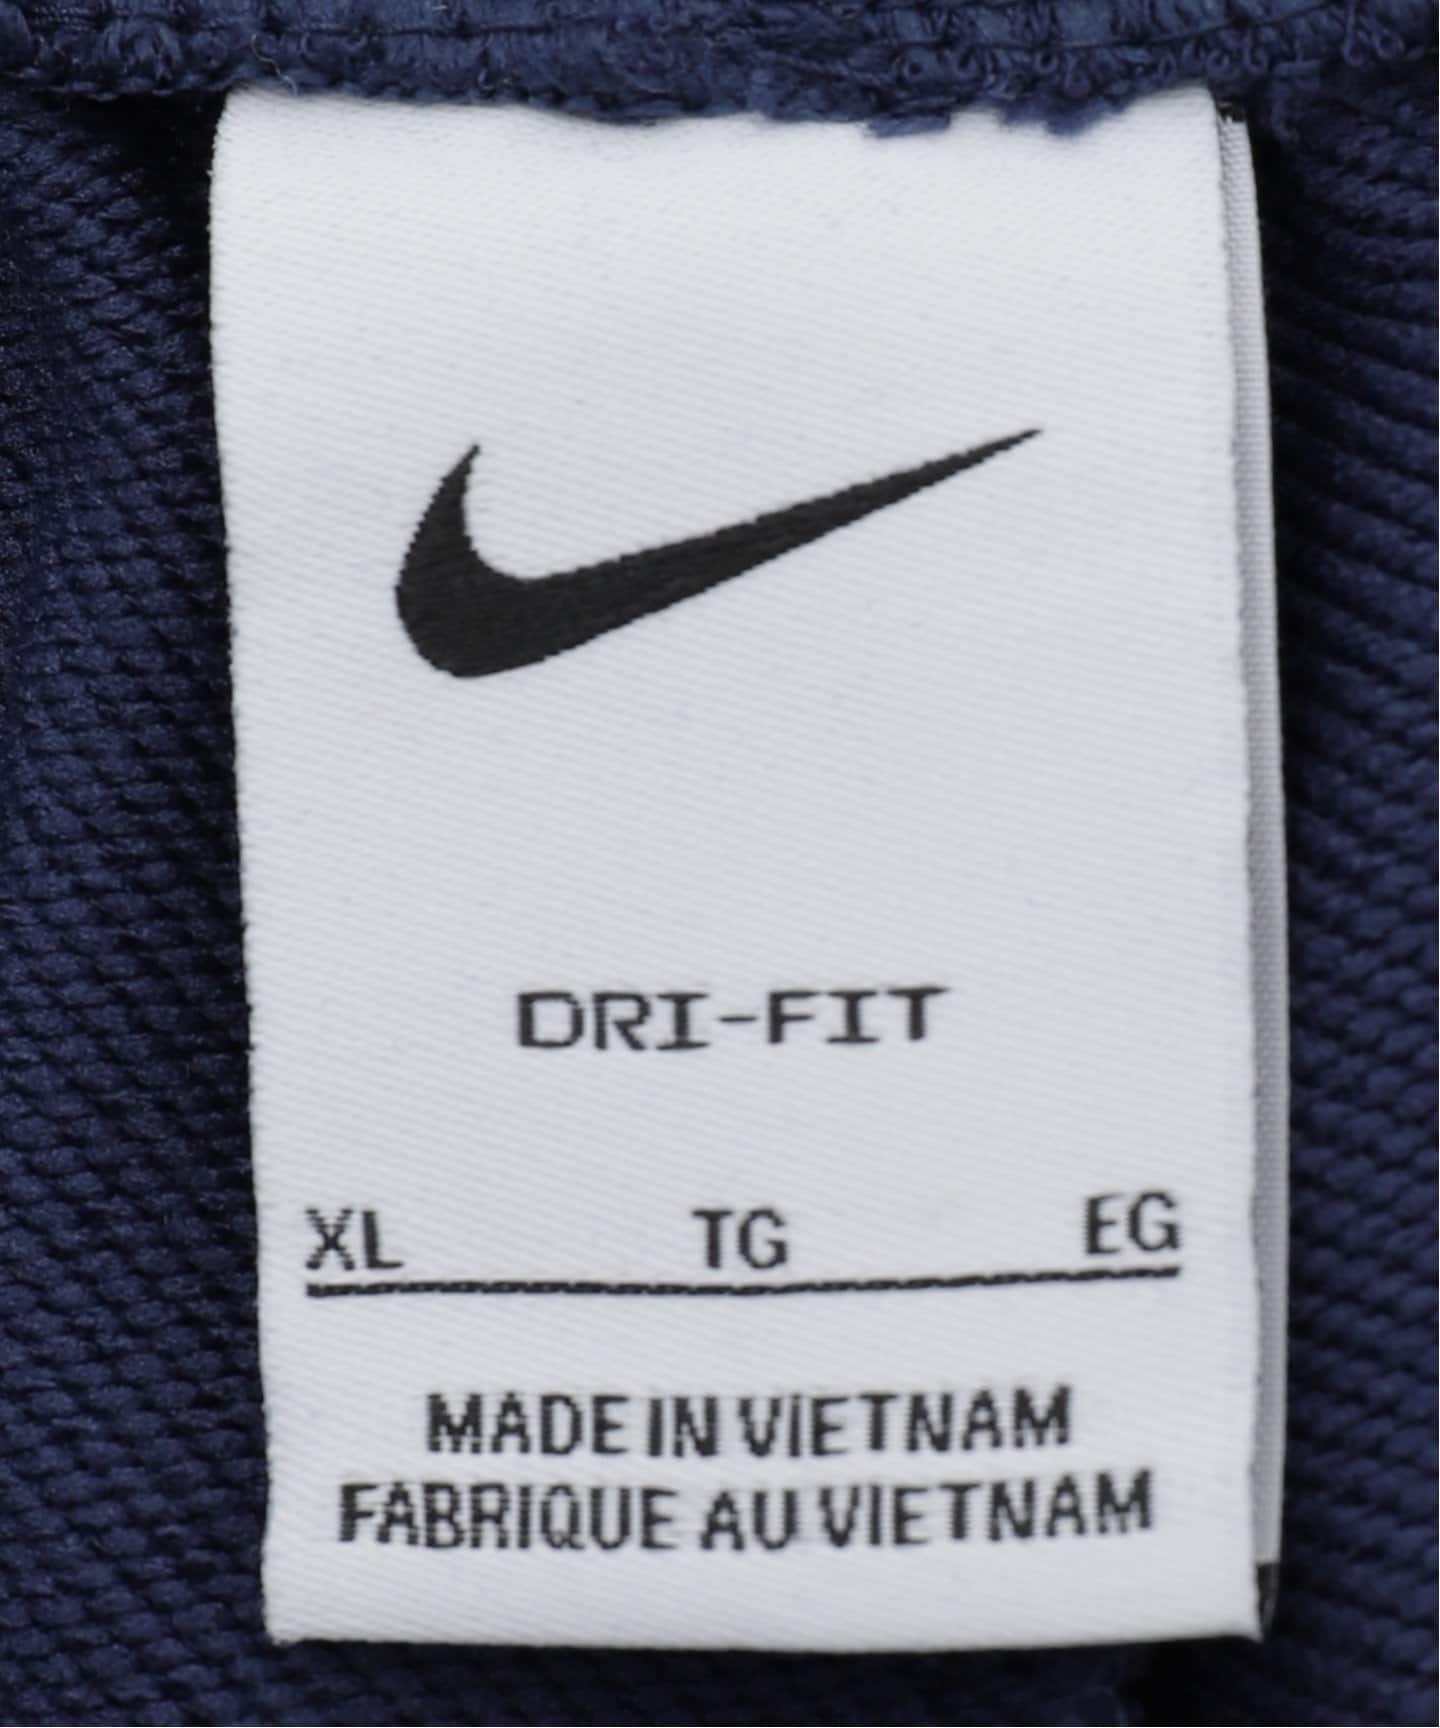 DRI-FIT
XL TG EG
MADE IN VIETNAM
FABRIQUE AU VIETNAM